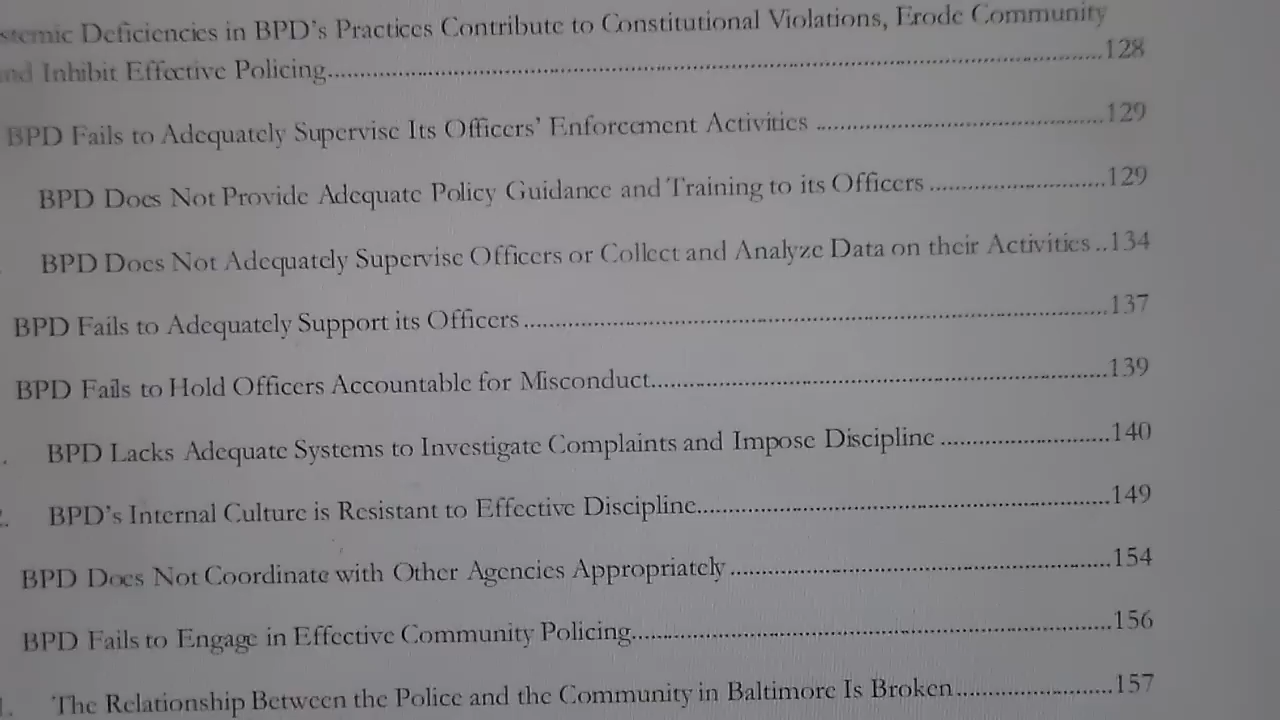 stemic Deficiencies in BPD's Practices Contribute to Constitutional Violations, Erode Community
nd Inhibit Effective Policing..........128
BPD Fails to Adequately Supervise Its Officers' Enforcement Activities ..........129
BPD Does Not Provide Adequate Policy Guidance and Training to its Officers ..........129
BPD Does Not Adequately Supervise Officers or Collect and Analyze Data on their Activities ..134
BPD Fails to Adequately Support its Officers ..........137
BPD Fails to Hold Officers Accountable for Misconduct..........139
. BPD Lacks Adequate Systems to Investigate Complaints and Impose Discipline ..........140
2. BPD's Internal Culture is Resistant to Effective Discipline..........149
BPD Does Not Coordinate with Other Agencies Appropriately ..........154
BPD Fails to Engage in Effective Community Policing..........156
1. The Relationship Between the Police and the Community in Baltimore Is Broken ..........157